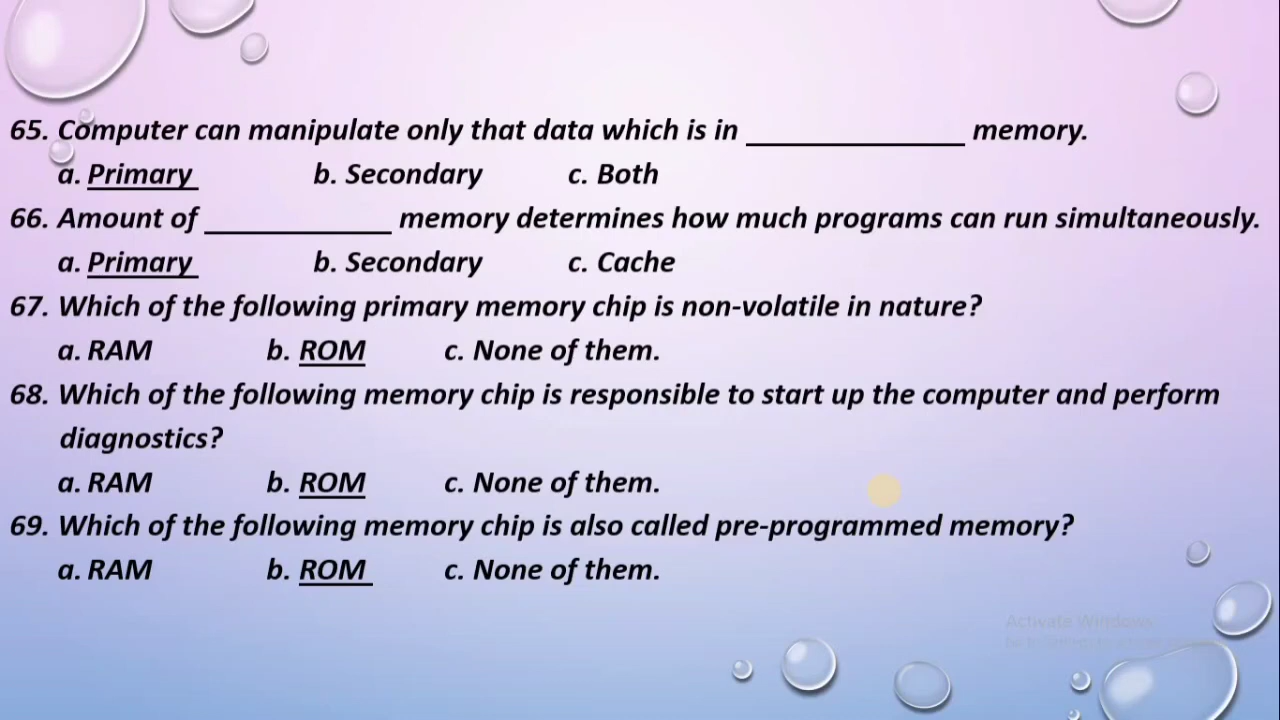 65. Computer can manipulate only that data which is in _______________ memory.
a. Primary b. Secondary c. Both
66. Amount of _____________ memory determines how much programs can run simultaneously.
a. Primary b. Secondary c. Cache
67. Which of the following primary memory chip is non-volatile in nature?
a. RAM b. ROM c. None of them.
68. Which of the following memory chip is responsible to start up the computer and perform
diagnostics?
a. RAM b. ROM c. None of them.
69. Which of the following memory chip is also called pre-programmed memory?
a. RAM b. ROM c. None of them.
Activate Windows